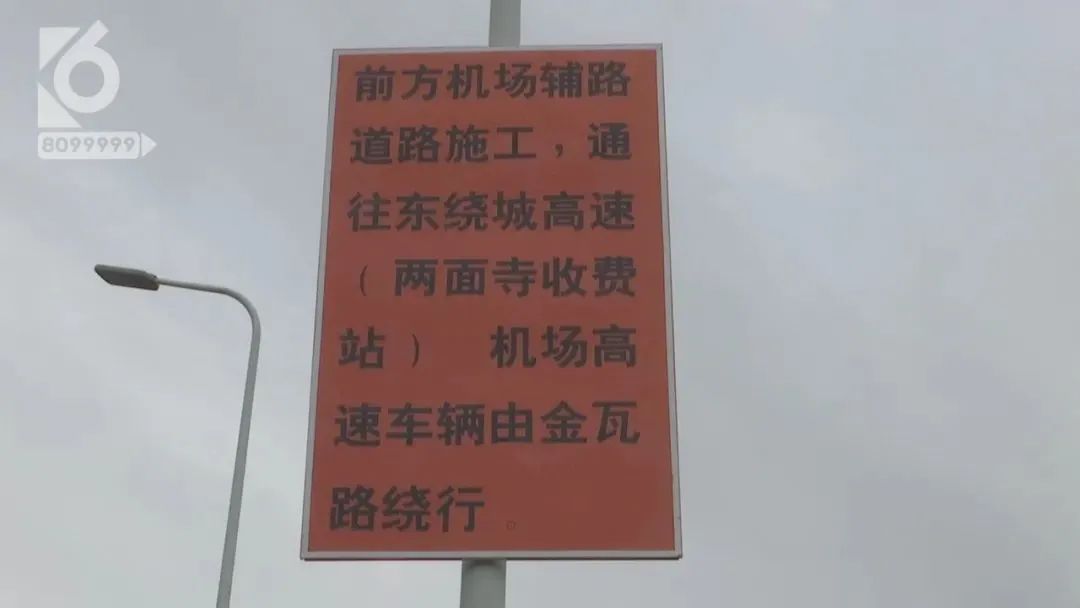 K6
8099999
前方机场辅路
道路施工，通
往东绕城高速
（两面寺收费
站） 机场高
速车辆由金瓦
路绕行。